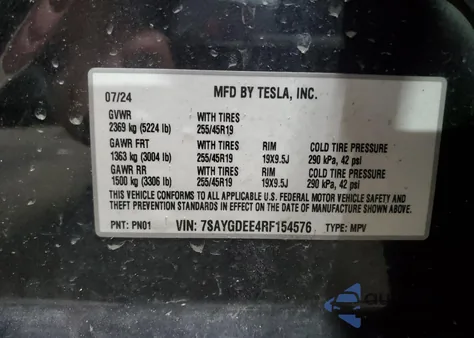 07/24 MFD BY TESLA, INC.
GVWR WITH TIRES
2369 kg (5224 lb) 255/45R19
GAWR FRT WITH TIRES RIM COLD TIRE PRESSURE
1363 kg (3004 lb) 255/45R19 19X9.5J 290 kPa, 42 psi
GAWR RR WITH TIRES RIM COLD TIRE PRESSURE
1500 kg (3306 lb) 255/45R19 19X9.5J 290 kPa, 42 psi
THIS VEHICLE CONFORMS TO ALL APPLICABLE U.S. FEDERAL MOTOR VEHICLE SAFETY AND
THEFT PREVENTION STANDARDS IN EFFECT ON THE DATE OF MANUFACTURE SHOWN ABOVE.
PNT: PN01 VIN: 7SAYGDEE4RF154576 TYPE: MPV